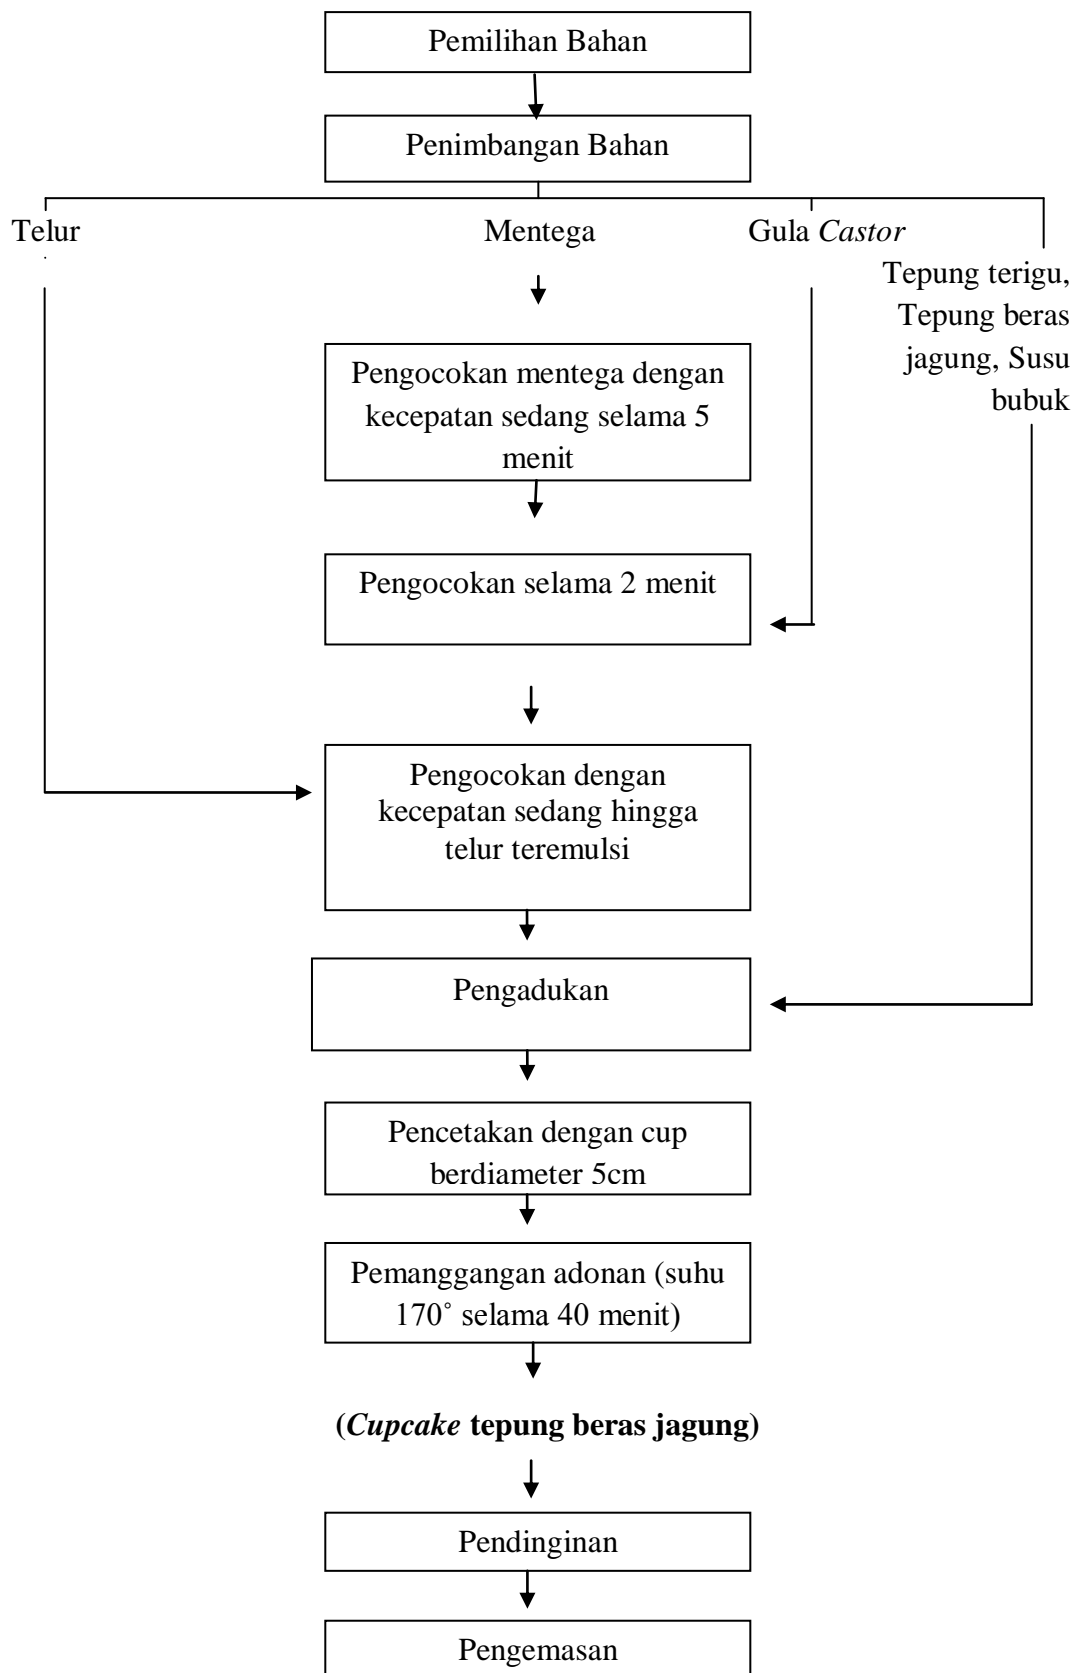 Pemilihan Bahan
Penimbangan Bahan
Telur
Mentega
Gula Castor
Tepung terigu,
Tepung beras
jagung, Susu
bubuk
Pengocokan mentega dengan
kecepatan sedang selama 5
menit
Pengocokan selama 2 menit
Pengocokan dengan
kecepatan sedang hingga
telur teremulsi
Pengadukan
Pencetakan dengan cup
berdiameter 5cm
Pemanggangan adonan (suhu
170˚ selama 40 menit)
(Cupcake tepung beras jagung)
Pendinginan
Pengemasan